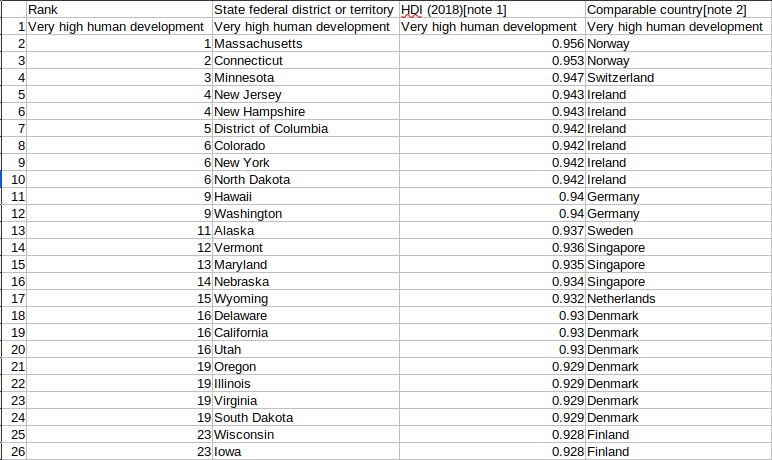 Rank State federal district or territory HDI (2018)[note 1] Comparable country[note 2]
1 Very high human development Very high human development Very high human development Very high human development
2 1 Massachusetts 0.956 Norway
3 2 Connecticut 0.953 Norway
4 3 Minnesota 0.947 Switzerland
5 4 New Jersey 0.943 Ireland
6 4 New Hampshire 0.943 Ireland
7 5 District of Columbia 0.942 Ireland
8 6 Colorado 0.942 Ireland
9 6 New York 0.942 Ireland
10 6 North Dakota 0.942 Ireland
11 9 Hawaii 0.94 Germany
12 9 Washington 0.94 Germany
13 11 Alaska 0.937 Sweden
14 12 Vermont 0.936 Singapore
15 13 Maryland 0.935 Singapore
16 14 Nebraska 0.934 Singapore
17 15 Wyoming 0.932 Netherlands
18 16 Delaware 0.93 Denmark
19 16 California 0.93 Denmark
20 16 Utah 0.93 Denmark
21 19 Oregon 0.929 Denmark
22 19 Illinois 0.929 Denmark
23 19 Virginia 0.929 Denmark
24 19 South Dakota 0.929 Denmark
25 23 Wisconsin 0.928 Finland
26 23 Iowa 0.928 Finland